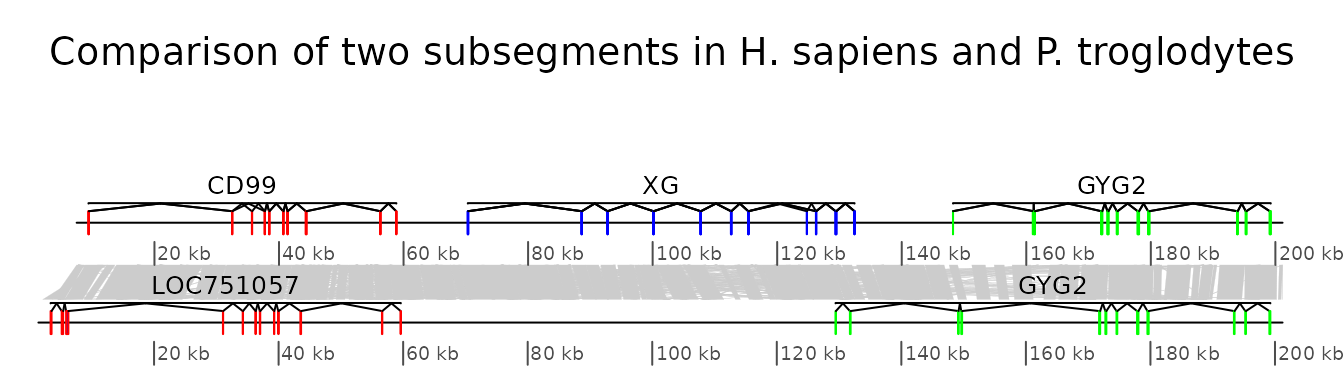 Comparison of two subsegments in H. sapiens and P. troglodytes
CD99 XG GYG2
20 kb 40 kb 60 kb 80 kb 100 kb 120 kb 140 kb 160 kb 180 kb 200 kb
LOC751057 GYG2
20 kb 40 kb 60 kb 80 kb 100 kb 120 kb 140 kb 160 kb 180 kb 200 kb